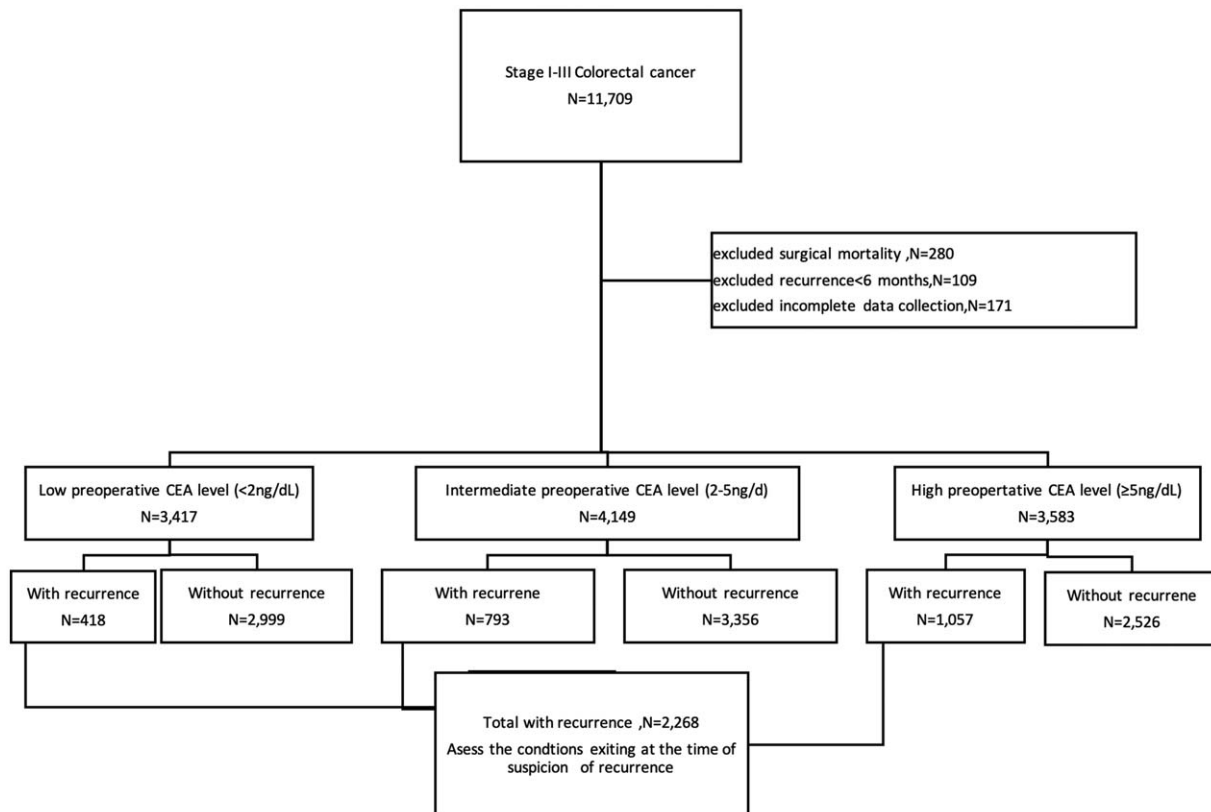 Stage I-III Colorectal cancer
N=11,709
excluded surgical mortality ,N=280
excluded recurrence<6 months,N=109
excluded incomplete data collection,N=171
Low preoperative CEA level (<2ng/dL)
N=3,417
Intermediate preoperative CEA level (2-5ng/d)
N=4,149
High preopertative CEA level (≥5ng/dL)
N=3,583
With recurrence
N=418
Without recurrence
N=2,999
With recurrene
N=793
Without recurrence
N=3,356
With recurrence
N=1,057
Without recurrene
N=2,526
Total with recurrence ,N=2,268
Asess the condtions exiting at the time of
suspicion of recurrence